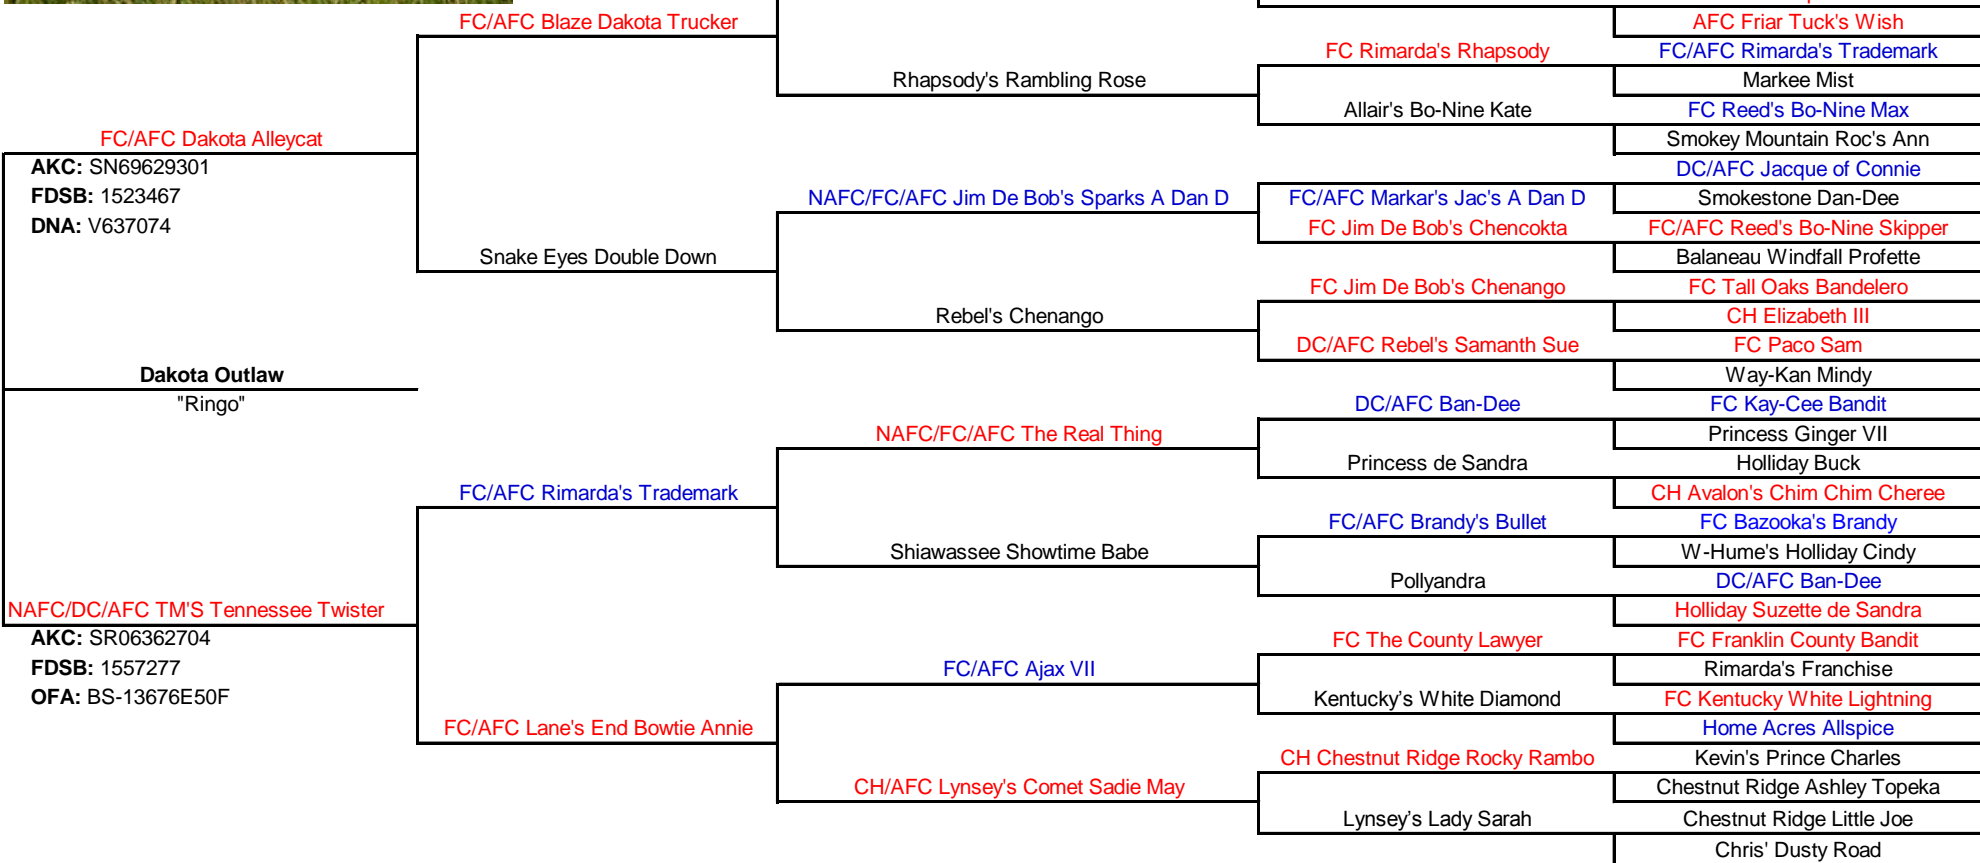 FC/AFC Blaze Dakota Trucker
AFC Friar Tuck's Wish
FC Rimarda's Rhapsody
FC/AFC Rimarda's Trademark
Rhapsody's Rambling Rose
Markee Mist
Allair's Bo-Nine Kate
FC Reed's Bo-Nine Max
FC/AFC Dakota Alleycat
Smokey Mountain Roc's Ann
AKC: SN69629301
DC/AFC Jacque of Connie
FDSB: 1523467
NAFC/FC/AFC Jim De Bob's Sparks A Dan D
FC/AFC Markar's Jac's A Dan D
Smokestone Dan-Dee
DNA: V637074
FC Jim De Bob's Chencokta
FC/AFC Reed's Bo-Nine Skipper
Snake Eyes Double Down
Balaneau Windfall Profette
FC Jim De Bob's Chenango
FC Tall Oaks Bandelero
Rebel's Chenango
CH Elizabeth III
DC/AFC Rebel's Samanth Sue
FC Paco Sam
Dakota Outlaw
Way-Kan Mindy
"Ringo"
DC/AFC Ban-Dee
FC Kay-Cee Bandit
NAFC/FC/AFC The Real Thing
Princess Ginger VII
Princess de Sandra
Holliday Buck
FC/AFC Rimarda's Trademark
CH Avalon's Chim Chim Cheree
FC/AFC Brandy's Bullet
FC Bazooka's Brandy
Shiawassee Showtime Babe
W-Hume's Holliday Cindy
Pollyandra
DC/AFC Ban-Dee
NAFC/DC/AFC TM'S Tennessee Twister
Holliday Suzette de Sandra
AKC: SR06362704
FC The County Lawyer
FC Franklin County Bandit
FDSB: 1557277
FC/AFC Ajax VII
Rimarda's Franchise
OFA: BS-13676E50F
Kentucky’s White Diamond
FC Kentucky White Lightning
FC/AFC Lane's End Bowtie Annie
Home Acres Allspice
CH Chestnut Ridge Rocky Rambo
Kevin's Prince Charles
CH/AFC Lynsey's Comet Sadie May
Chestnut Ridge Ashley Topeka
Lynsey’s Lady Sarah
Chestnut Ridge Little Joe
Chris' Dusty Road